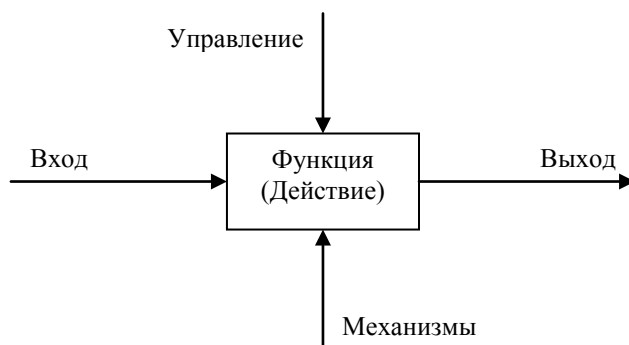 Управление
Вход
Функция
(Действие)
Выход
Механизмы